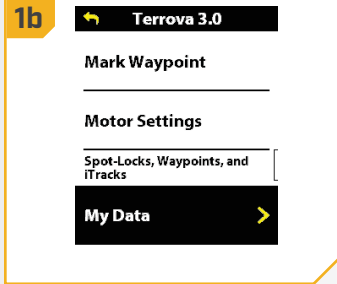 1b
Terrova 3.0
Mark Waypoint
Motor Settings
Spot-Locks, Waypoints, and
iTracks
My Data